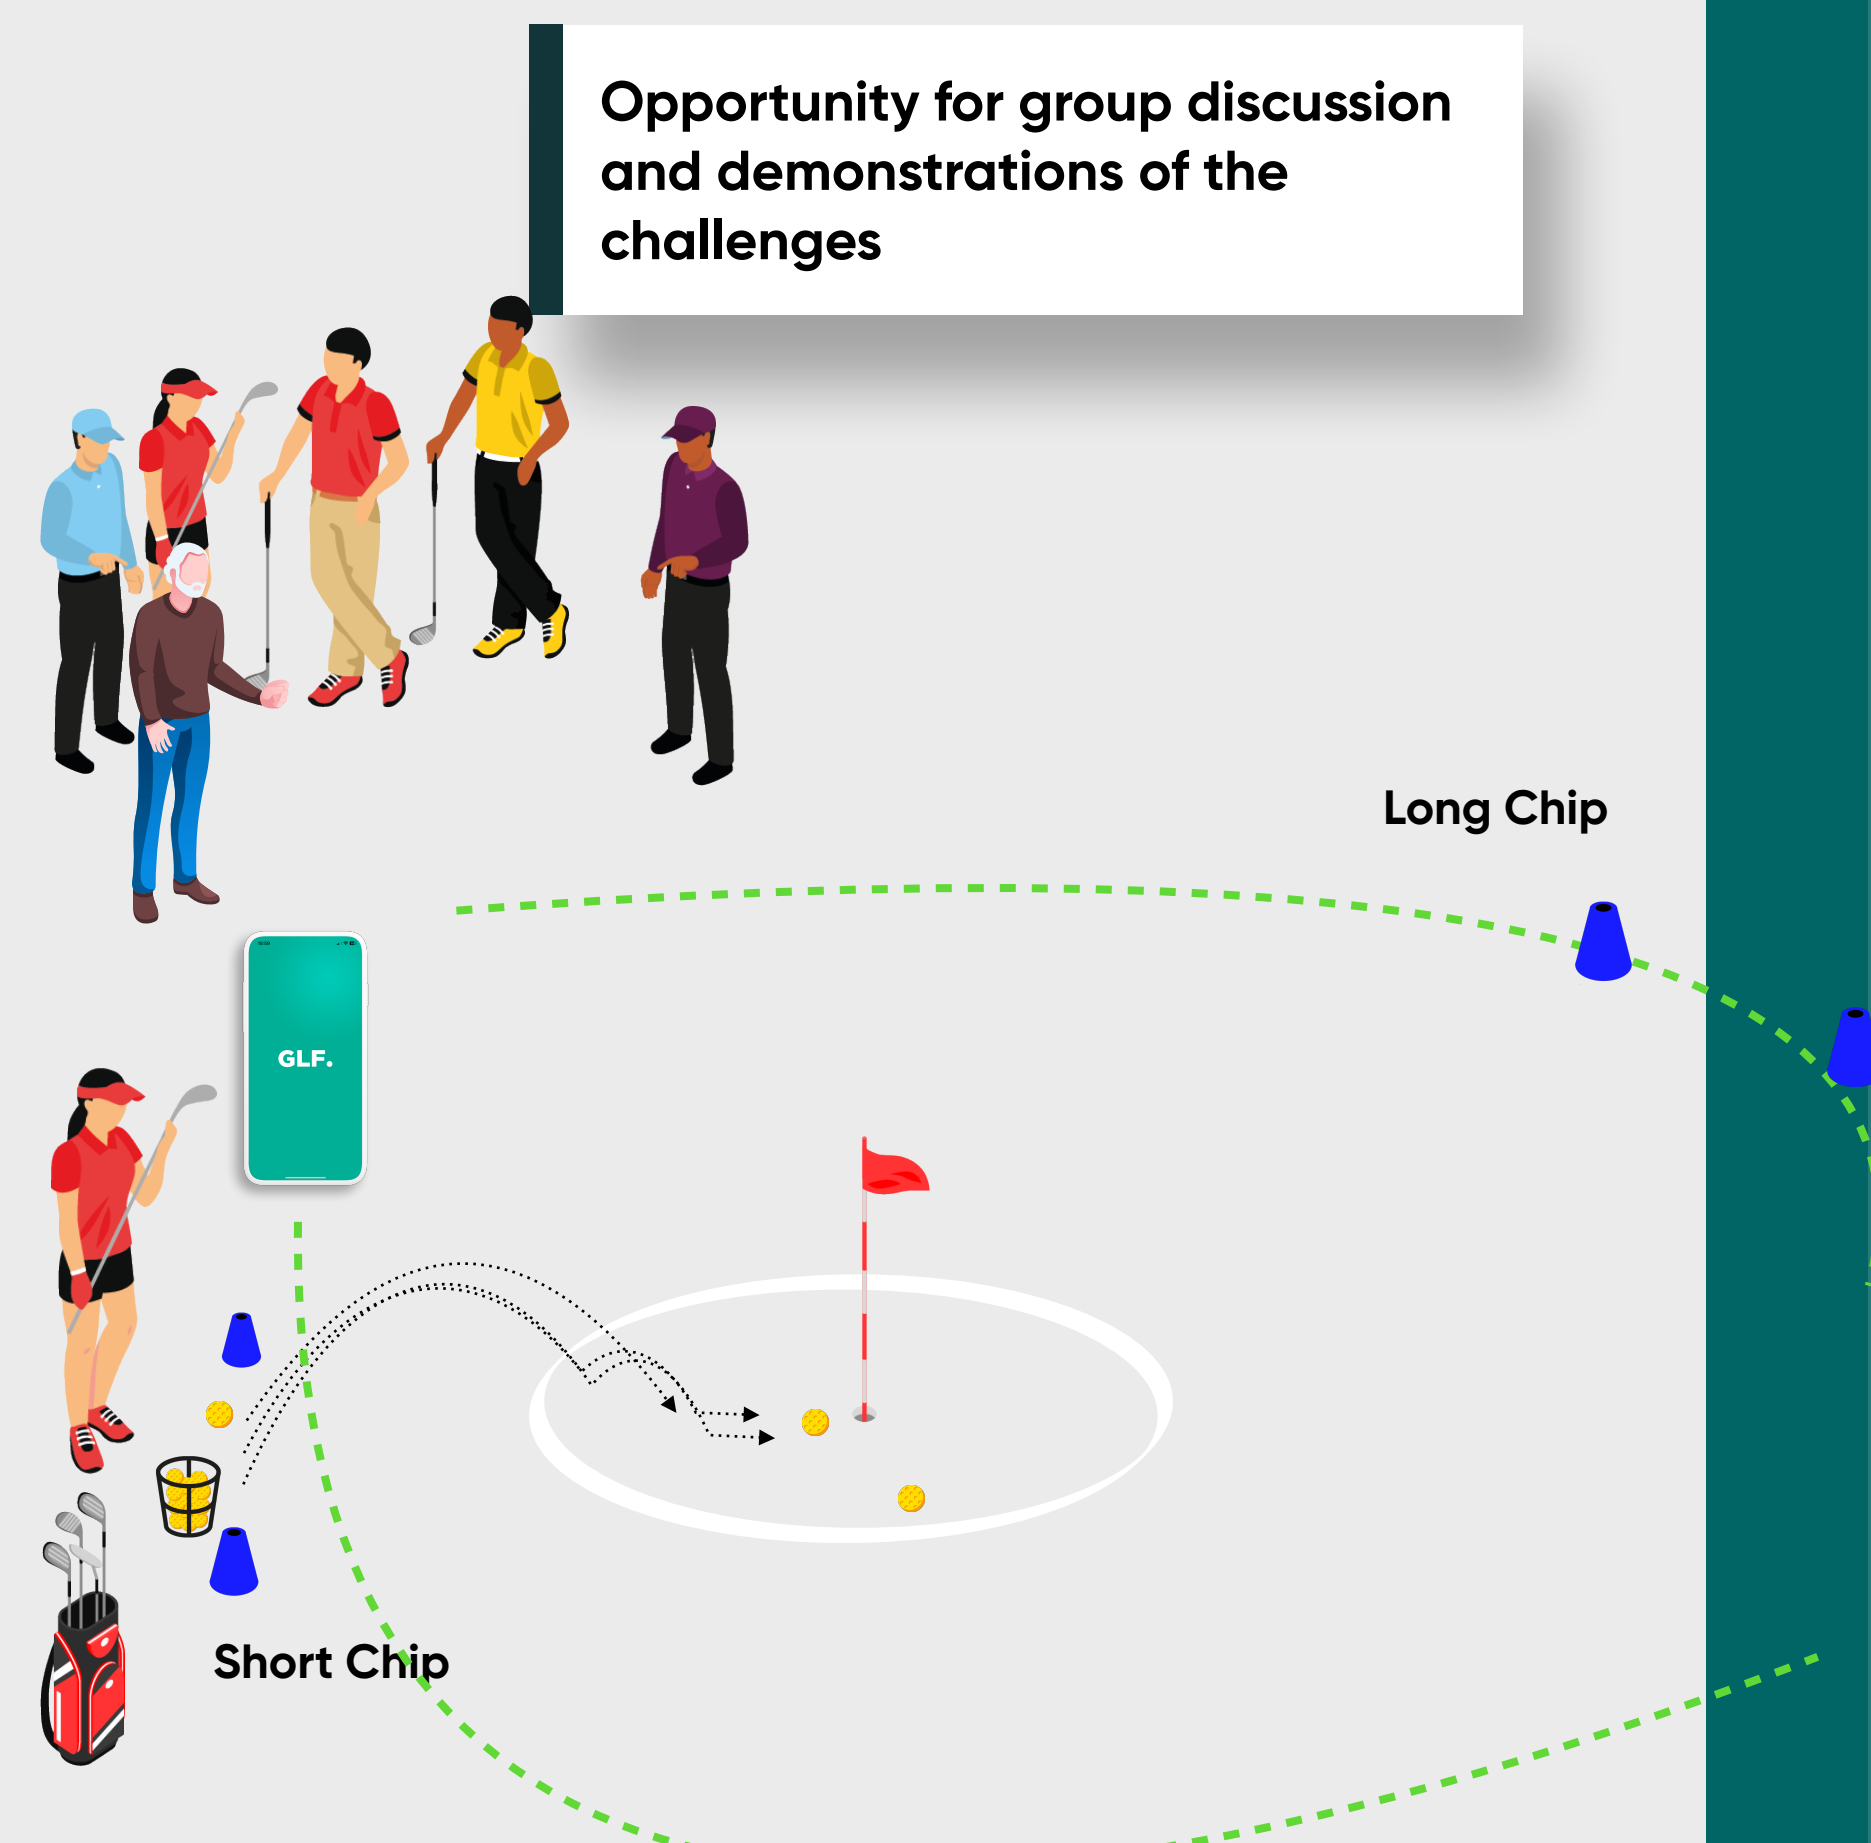 Opportunity for group discussion
and demonstrations of the
challenges
Long Chip
GLF.
Short Chip